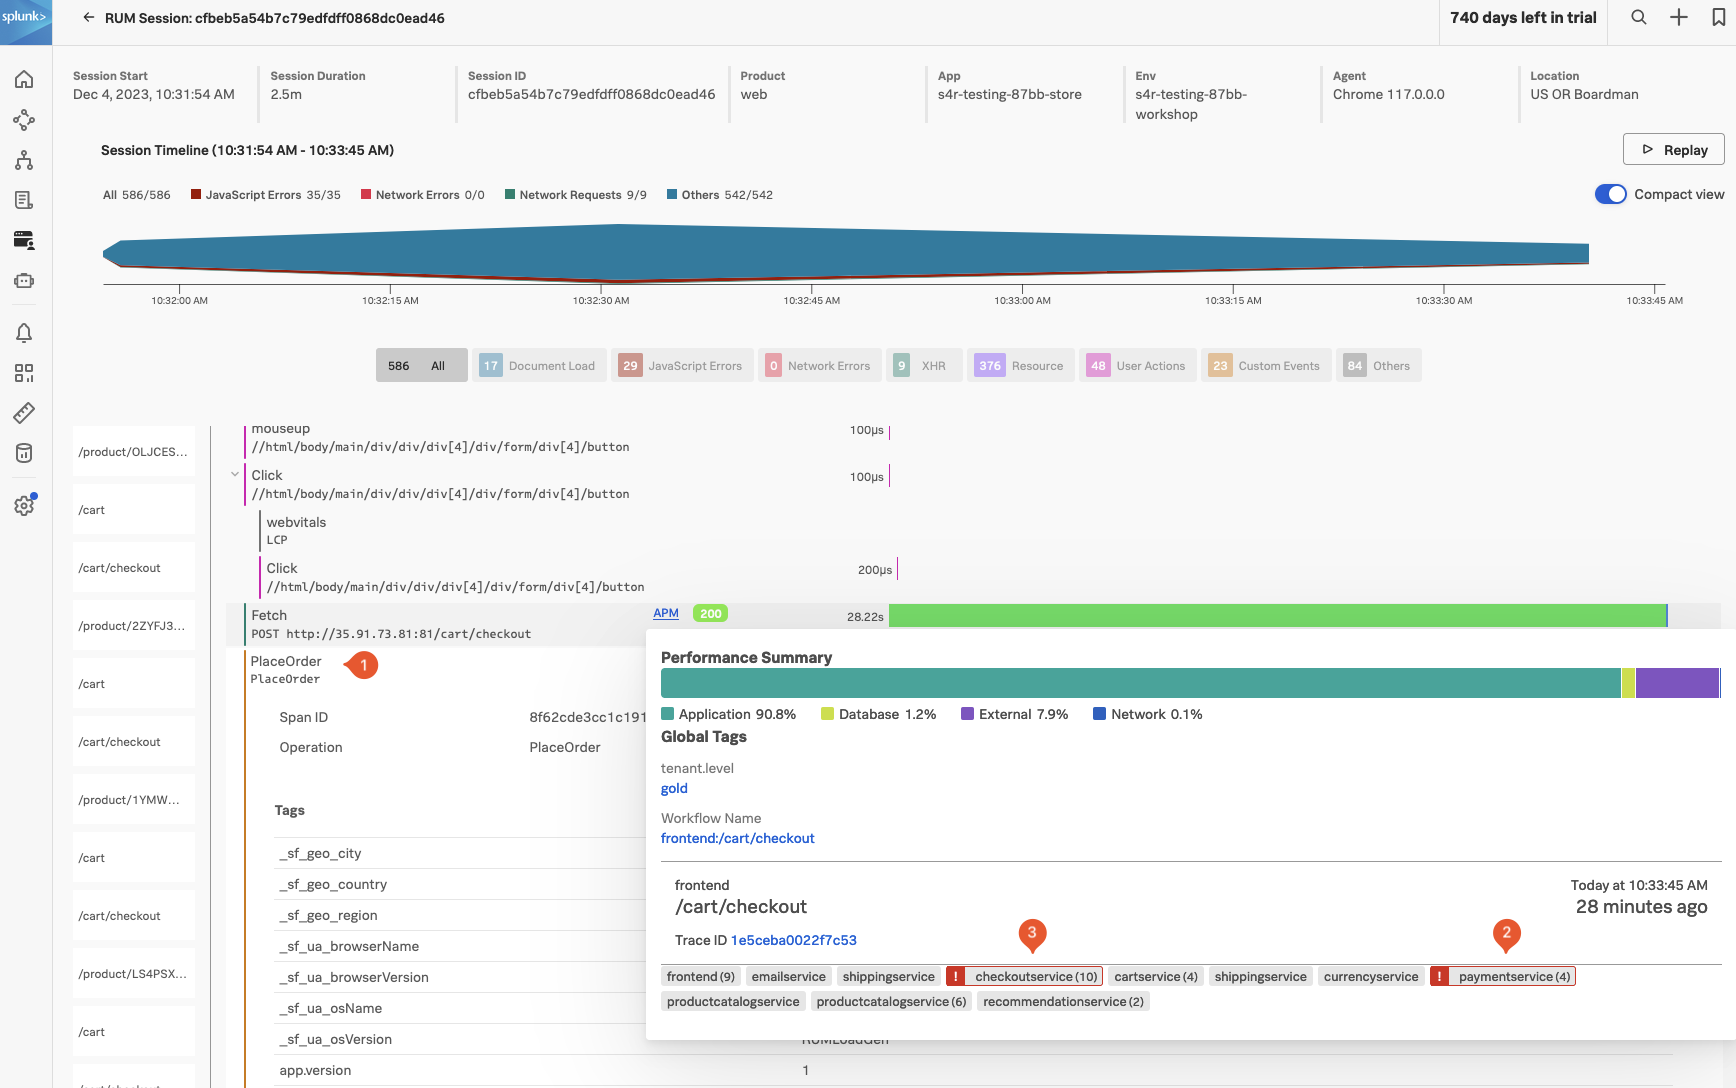 splunk>
RUM Session: cfbeb5a54b7c79edfdff0868dc0ead46
740 days left in trial
Session Start
Dec 4, 2023, 10:31:54 AM
Session Duration
2.5m
Session ID
cfbeb5a54b7c79edfdff0868dc0ead46
Product
web
App
s4r-testing-87bb-store
Env
s4r-testing-87bb-
workshop
Agent
Chrome 117.0.0.0
Location
US OR Boardman
Session Timeline (10:31:54 AM - 10:33:45 AM)
Replay
All 586/586 JavaScript Errors 35/35 Network Errors 0/0 Network Requests 9/9 Others 542/542
Compact view
10:32:00 AM 10:32:15 AM 10:32:30 AM 10:32:45 AM 10:33:00 AM 10:33:15 AM 10:33:30 AM 10:33:45 AM
586 All 17 Document Load 29 JavaScript Errors 0 Network Errors 9 XHR 376 Resource 48 User Actions 23 Custom Events 84 Others
/product/OLJCES...
/cart
/cart/checkout
/product/2ZYFJ3...
/cart
/cart/checkout
/product/1YMW...
/cart
/cart/checkout
/product/LS4PSX...
/cart
mouseup 100µs
//html/body/main/div/div/div[4]/div/form/div[4]/button
Click 100µs
//html/body/main/div/div/div[4]/div/form/div[4]/button
webvitals
LCP
Click 200µs
//html/body/main/div/div/div[4]/div/form/div[4]/button
Fetch APM 200 28.22s
POST http://35.91.73.81:81/cart/checkout
PlaceOrder 1
PlaceOrder
Span ID 8f62cde3cc1c191
Operation PlaceOrder
Tags
_sf_geo_city
_sf_geo_country
_sf_geo_region
_sf_ua_browserName
_sf_ua_browserVersion
_sf_ua_osName
_sf_ua_osVersion
app.version 1
Performance Summary
Application 90.8% Database 1.2% External 7.9% Network 0.1%
Global Tags
tenant.level
gold
Workflow Name
frontend:/cart/checkout
frontend Today at 10:33:45 AM
/cart/checkout 28 minutes ago
Trace ID 1e5ceba0022f7c53 3 2
frontend (9) emailservice shippingservice ! checkoutservice (10) cartservice (4) shippingservice currencyservice ! paymentservice (4)
productcatalogservice productcatalogservice (6) recommendationservice (2)